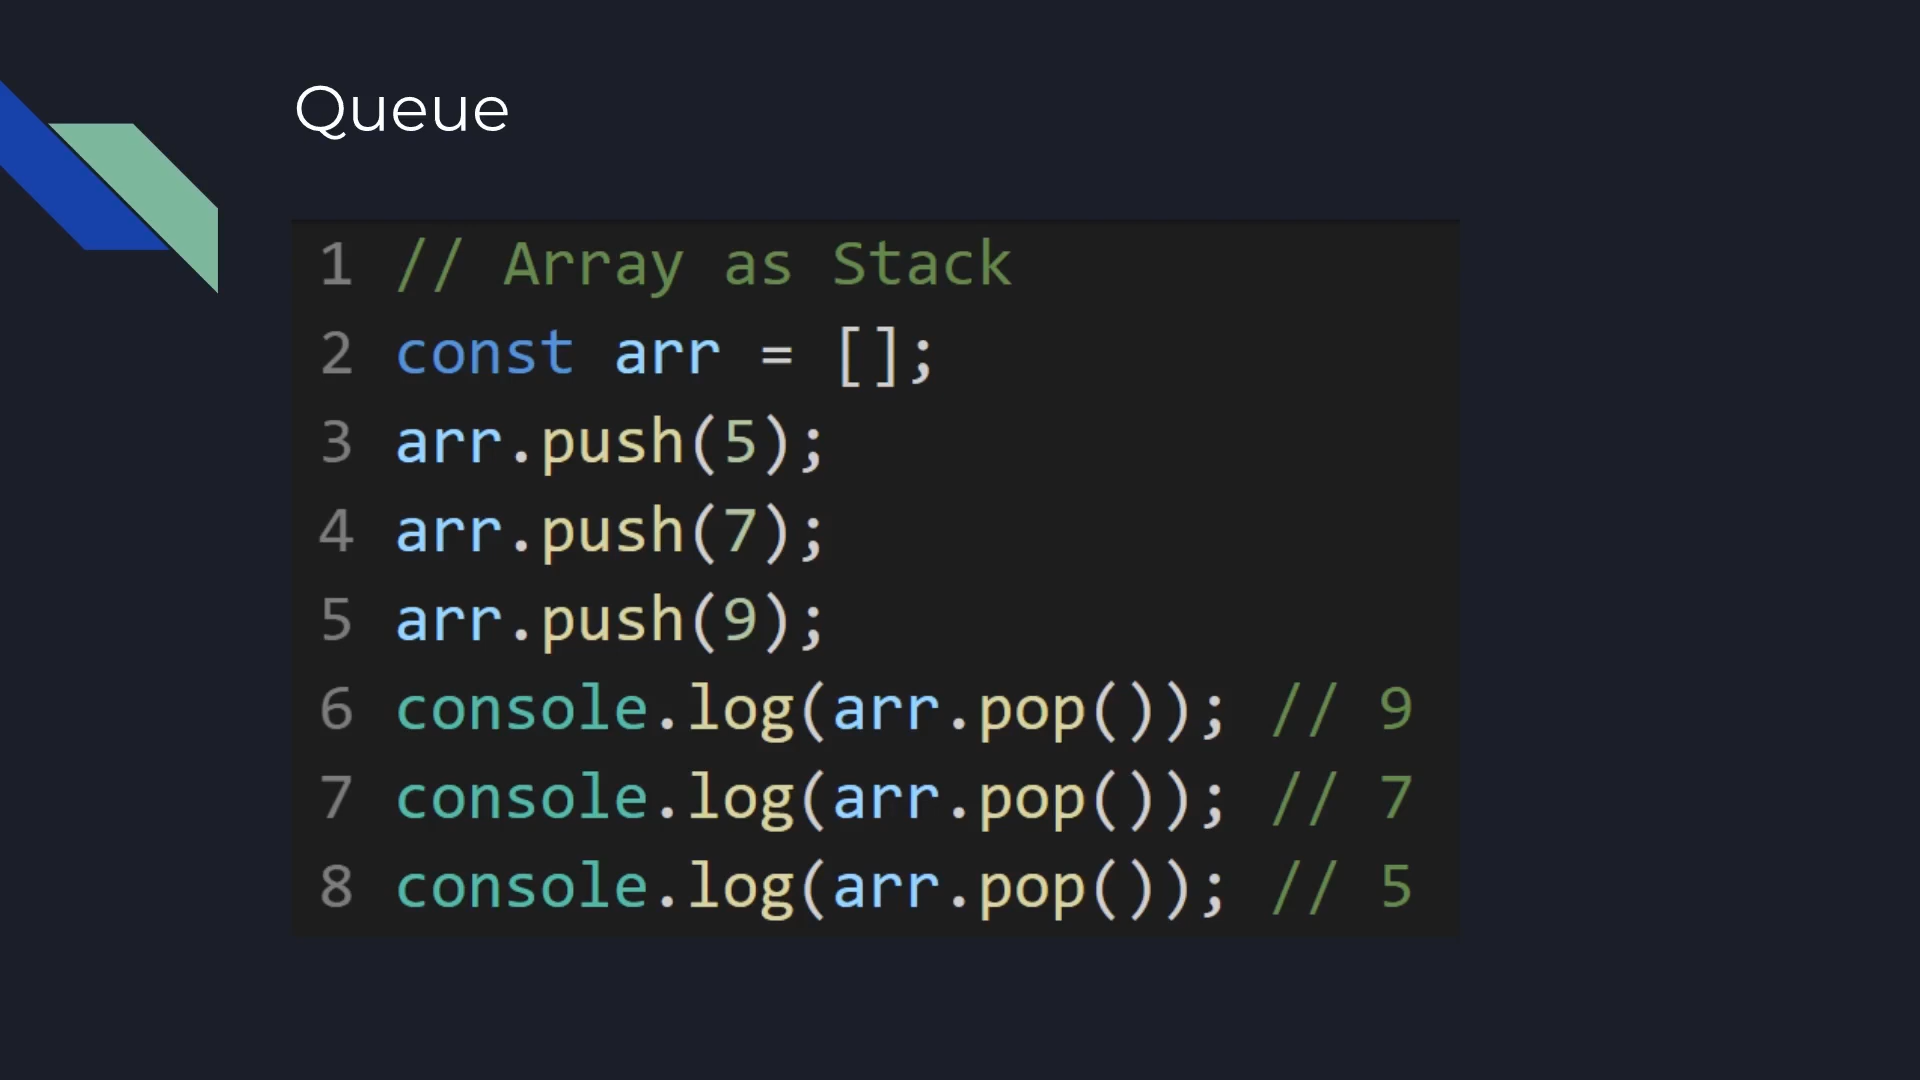 Queue
1 // Array as Stack
2 const arr = [];
3 arr.push(5);
4 arr.push(7);
5 arr.push(9);
6 console.log(arr.pop()); // 9
7 console.log(arr.pop()); // 7
8 console.log(arr.pop()); // 5